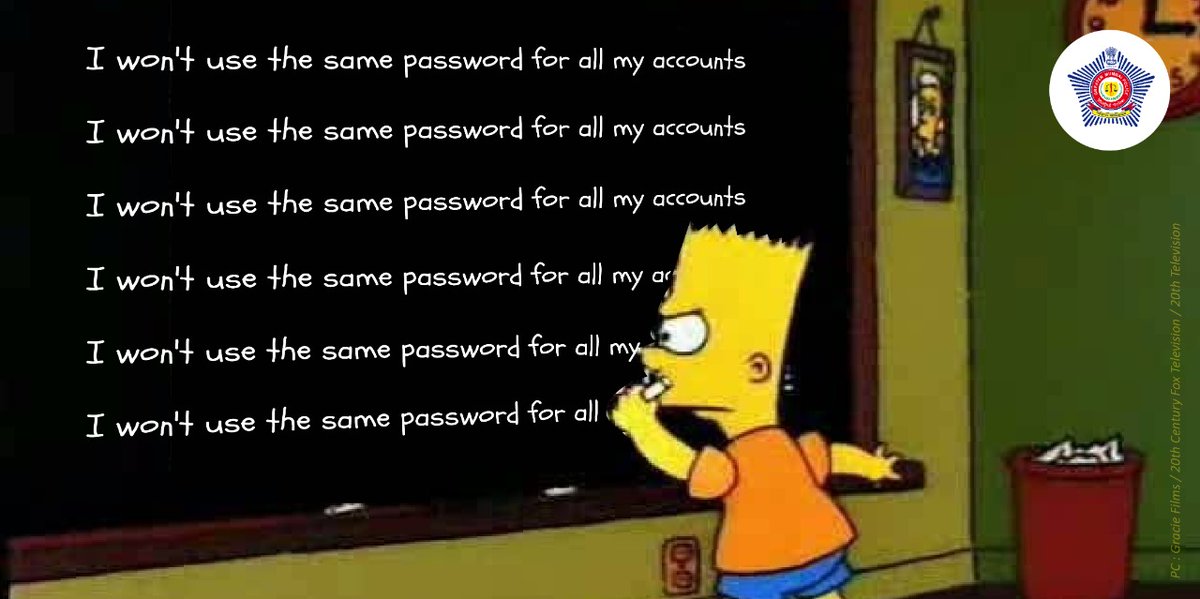 I won't use the same password for all my accounts
I won't use the same password for all my accounts
I won't use the same password for all my accounts
I won't use the same password for all my ac
I won't use the same password for all my
I won't use the same password for all
PC : Gracie Films / 20th Century Fox Television / 20th Television